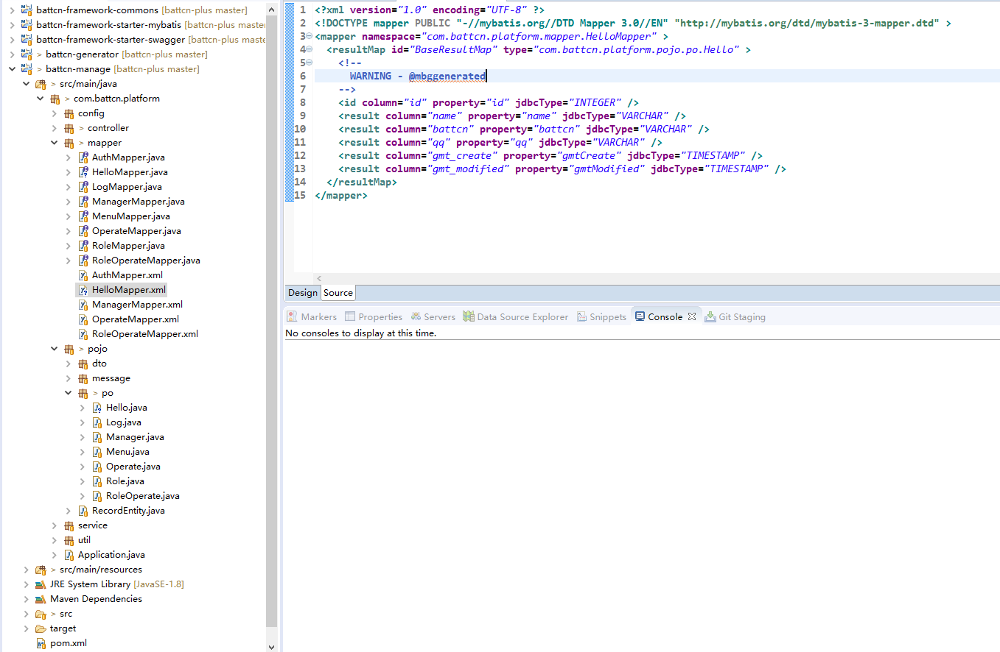 battcn-framework-commons [battcn-plus master]
battcn-framework-starter-mybatis [battcn-plus master
battcn-framework-starter-swagger [battcn-plus maste
> battcn-generator [battcn-plus master]
> battcn-manage [battcn-plus master]
> src/main/java
> com.battcn.platform
config
> controller
> mapper
AuthMapper.java
HelloMapper.java
LogMapper.java
ManagerMapper.java
MenuMapper.java
OperateMapper.java
RoleMapper.java
RoleOperateMapper.java
AuthMapper.xml
HelloMapper.xml
ManagerMapper.xml
OperateMapper.xml
RoleOperateMapper.xml
> pojo
dto
message
> po
Hello.java
Log.java
Manager.java
Menu.java
Operate.java
Role.java
RoleOperate.java
RecordEntity.java
service
util
Application.java
> src/main/resources
JRE System Library [JavaSE-1.8]
Maven Dependencies
> src
target
pom.xml
1 <?xml version="1.0" encoding="UTF-8" ?>
2 <!DOCTYPE mapper PUBLIC "-//mybatis.org//DTD Mapper 3.0//EN" "http://mybatis.org/dtd/mybatis-3-mapper.dtd" >
3 <mapper namespace="com.battcn.platform.mapper.HelloMapper" >
4 <resultMap id="BaseResultMap" type="com.battcn.platform.pojo.po.Hello" >
5 <!--
6 WARNING - @mbggenerated
7 -->
8 <id column="id" property="id" jdbcType="INTEGER" />
9 <result column="name" property="name" jdbcType="VARCHAR" />
10 <result column="battcn" property="battcn" jdbcType="VARCHAR" />
11 <result column="qq" property="qq" jdbcType="VARCHAR" />
12 <result column="gmt_create" property="gmtCreate" jdbcType="TIMESTAMP" />
13 <result column="gmt_modified" property="gmtModified" jdbcType="TIMESTAMP" />
14 </resultMap>
15 </mapper>
Design Source
Markers Properties Servers Data Source Explorer Snippets Console Git Staging
No consoles to display at this time.